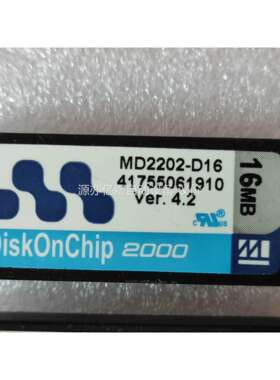 MD2202-D16
41755061910
Ver. 4.2
16MB
DiskOnChip 2000